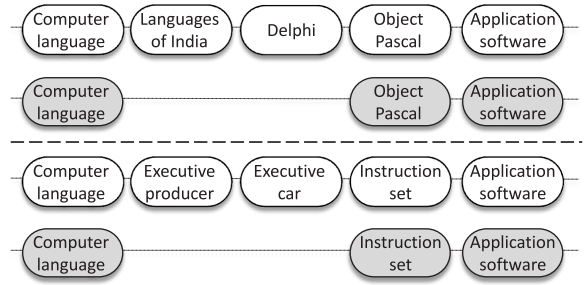 Computer language
Languages of India
Delphi
Object Pascal
Application software
Computer language
Object Pascal
Application software
Computer language
Executive producer
Executive car
Instruction set
Application software
Computer language
Instruction set
Application software